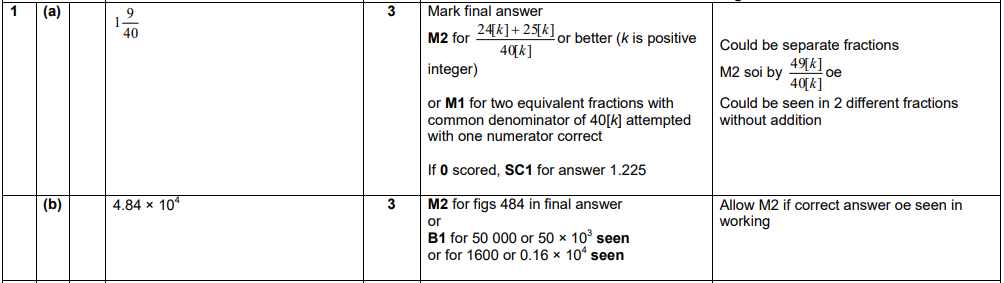 1 (a) 1 9/40 3 Mark final answer
M2 for 24[k] + 25[k] / 40[k] or better (k is positive
integer)
or M1 for two equivalent fractions with
common denominator of 40[k] attempted
with one numerator correct
If 0 scored, SC1 for answer 1.225
Could be separate fractions
M2 soi by 49[k] / 40[k] oe
Could be seen in 2 different fractions
without addition
(b) 4.84 × 10⁴ 3 M2 for figs 484 in final answer
or
B1 for 50 000 or 50 × 10³ seen
or for 1600 or 0.16 × 10⁴ seen
Allow M2 if correct answer oe seen in
working